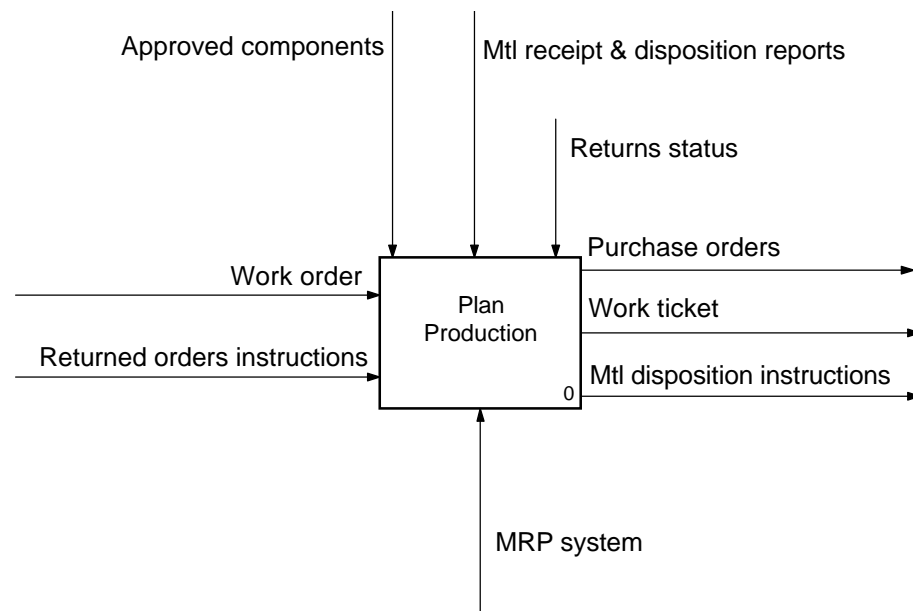 Approved components
Mtl receipt & disposition reports
Returns status
Purchase orders
Work order
Plan
Production
Work ticket
Returned orders instructions
Mtl disposition instructions
0
MRP system